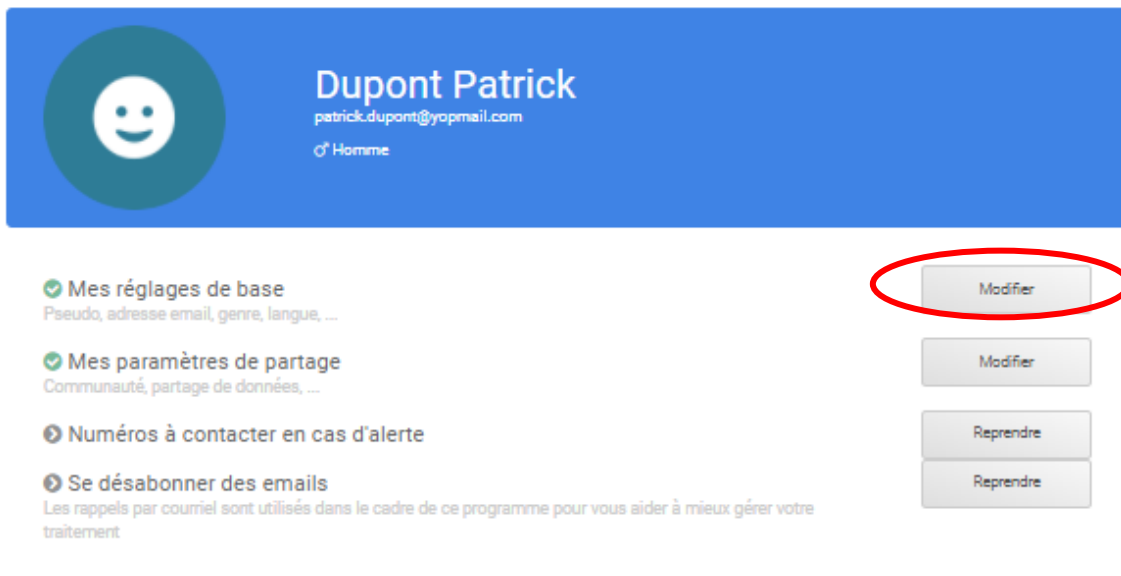 Dupont Patrick
patrick.dupont@yopmail.com
♂ Homme
Mes réglages de base
Modifier
Pseudo, adresse email, genre, langue, ...
Mes paramètres de partage
Modifier
Communauté, partage de données, ...
Numéros à contacter en cas d'alerte
Reprendre
Se désabonner des emails
Reprendre
Les rappels par courriel sont utilisés dans le cadre de ce programme pour vous aider à mieux gérer votre
traitement